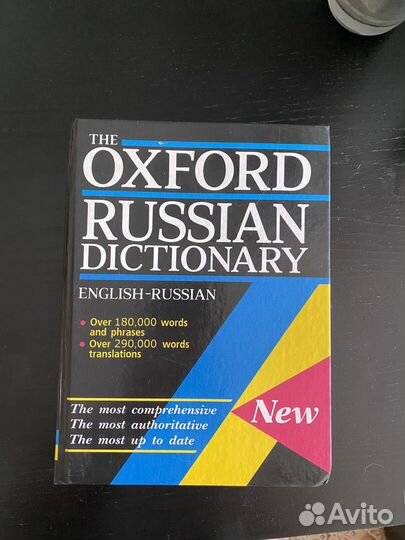 THE
OXFORD
RUSSIAN
DICTIONARY
ENGLISH-RUSSIAN
• Over 180,000 words
and phrases
• Over 290,000 words
translations
New
The most comprehensive
The most authoritative
The most up to date
Avito